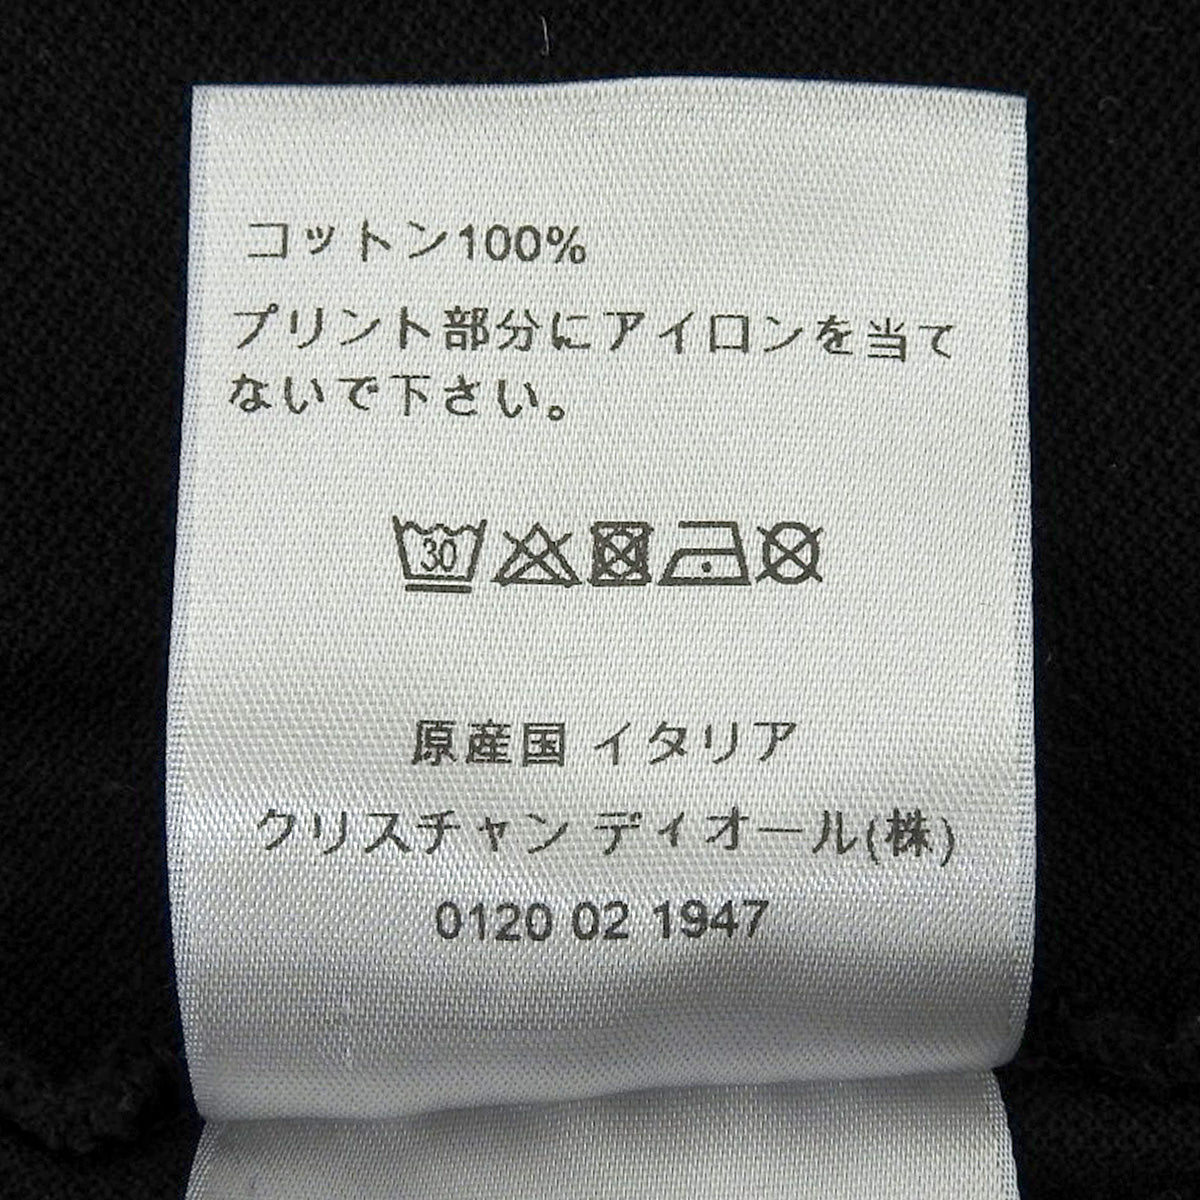 コットン100%
プリント部分にアイロンを当て
ないで下さい。
30
原産国 イタリア
クリスチャン ディオール(株)
0120 02 1947